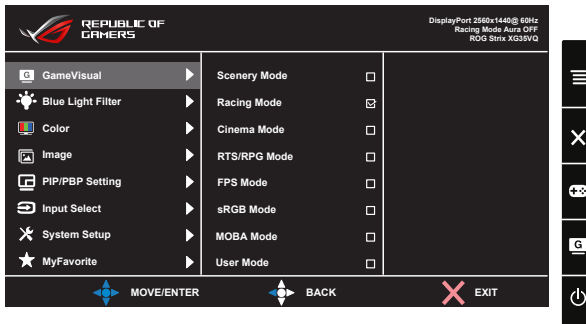 REPUBLIC OF
GAMERS
DisplayPort 2560x1440@ 60Hz
Racing Mode Aura OFF
ROG Strix XG35VQ
G GameVisual
Blue Light Filter
Color
Image
PIP/PBP Setting
Input Select
System Setup
MyFavorite
Scenery Mode
Racing Mode
Cinema Mode
RTS/RPG Mode
FPS Mode
sRGB Mode
MOBA Mode
User Mode
MOVE/ENTER
BACK
EXIT
G